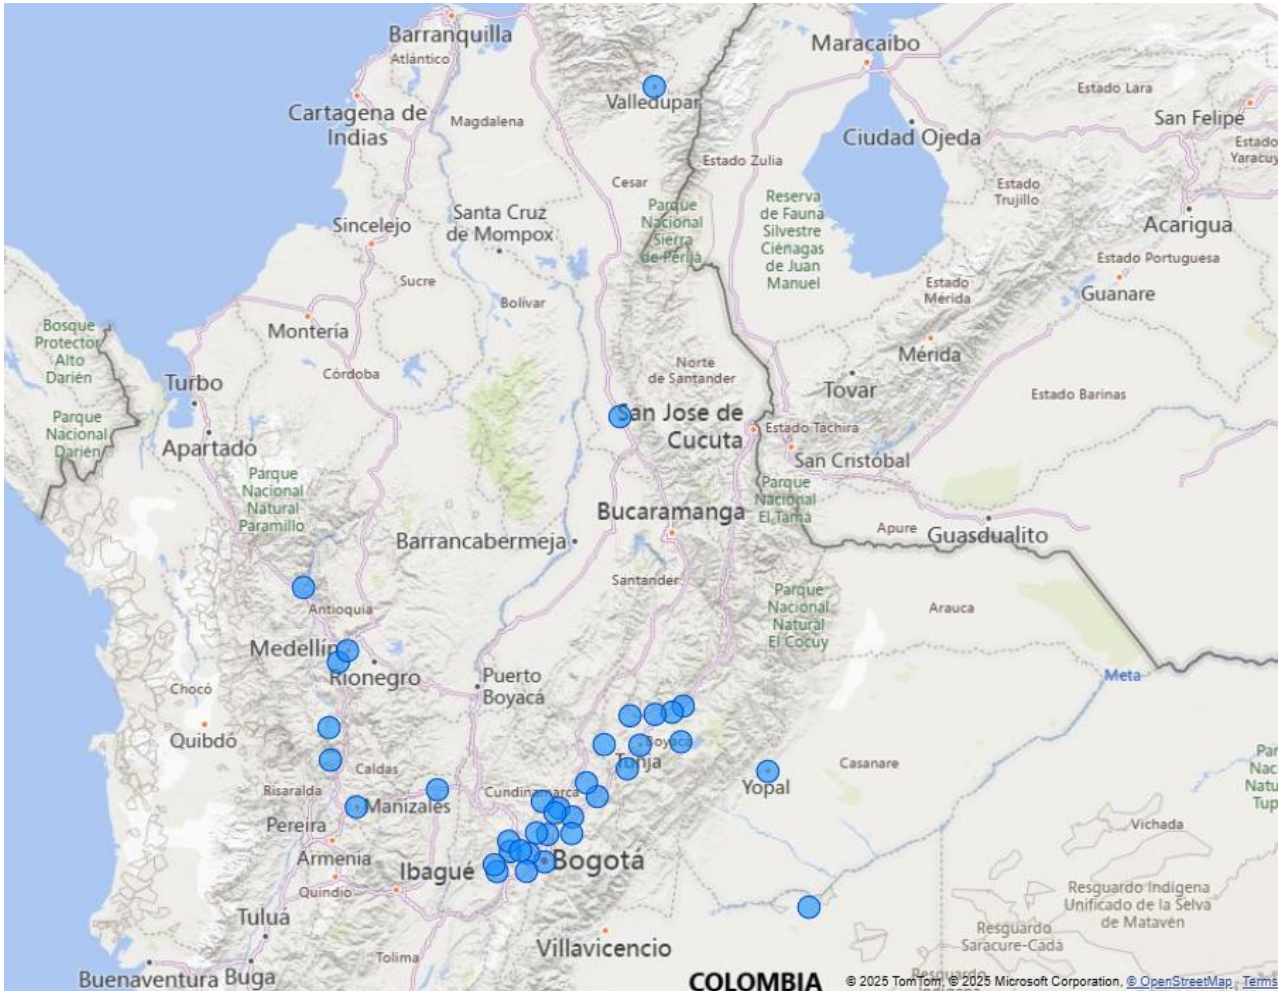 Barranquilla
Atlántico
Maracaibo
Valledupar
Estado Lara
Cartagena de
Indias
Magdalena
San Felipe
Ciudad Ojeda
Estado
Yaracuy
Estado Zulia
Cesar
Estado
Trujillo
Reserva
de Fauna
Silvestre
Ciénagas
de Juan
Manuel
Parque
Nacional
Sierra
de Perijá
Santa Cruz
de Mompox
Sincelejo
Acarigua
Estado Portuguesa
Sucre
Estado
Mérida
Guanare
Bolívar
Bosque
Protector
Alto
Darién
Montería
Mérida
Norte
de Santander
Córdoba
Turbo
Tovar
Estado Barinas
Parque
Nacional
Darién
San Jose de
Cucuta
Estado Táchira
Apartadó
San Cristóbal
Parque
Nacional
Natural
Paramillo
Parque
Nacional
El Tamá
Bucaramanga
Apure
Guasdualito
Barrancabermeja
Santander
Parque
Nacional
Natural
El Cocuy
Arauca
Antioquia
Medellín
Rionegro
Puerto
Boyacá
Meta
Chocó
Quibdó
Boyacá
Tunja
Caldas
Casanare
Yopal
Cundinamarca
Risaralda
Manizales
Vichada
Pereira
Armenia
Ibagué
Bogotá
Quindio
Resguardo Indigena
Unificado de la Selva
de Matavén
Tuluá
Resguardo
Saracure-Cadá
Villavicencio
Tolima
Buenaventura
Buga
COLOMBIA
© 2025 TomTom, © 2025 Microsoft Corporation, © OpenStreetMap Terms